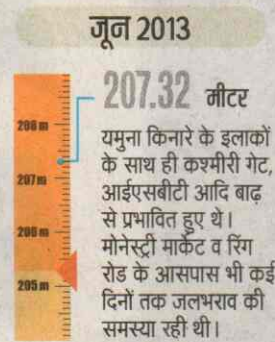 जून 2013
207.32 मीटर
208 m
207 m
206 m
205 m
यमुना किनारे के इलाकों
के साथ ही कश्मीरी गेट,
आईएसबीटी आदि बाढ़
से प्रभावित हुए थे।
मोनेस्ट्री मार्केट व रिंग
रोड के आसपास भी कई
दिनों तक जलभराव की
समस्या रही थी।